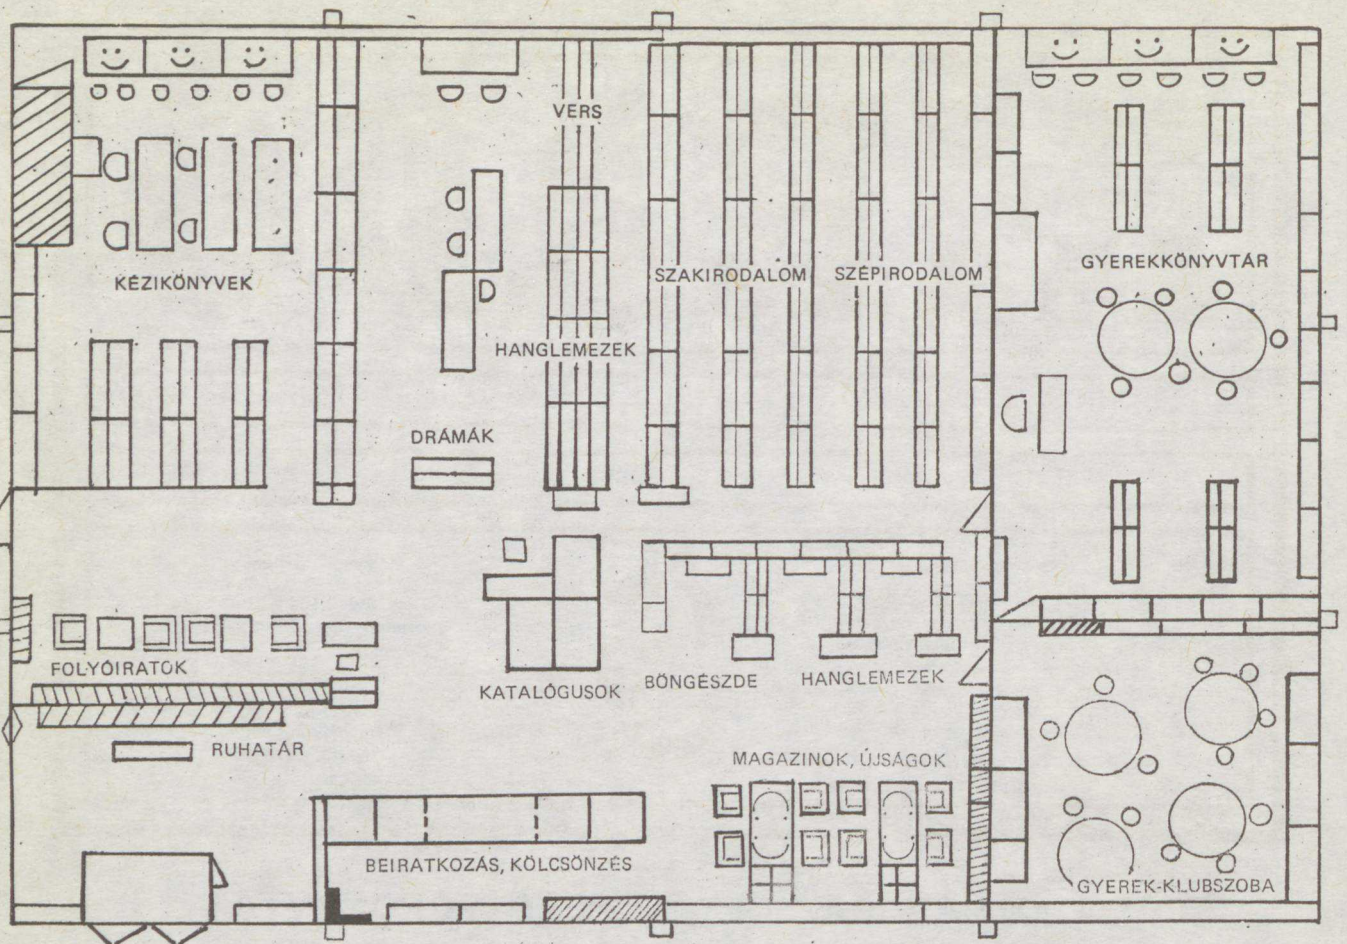 VERS
KÉZIKÖNYVEK
SZAKIRODALOM
SZÉPIRODALOM
GYEREKKÖNYVTÁR
HANGLEMEZEK
DRÁMÁK
FOLYÓIRATOK
KATALÓGUSOK
BÖNGÉSZDE
HANGLEMEZEK
RUHATÁR
MAGAZINOK, ÚJSÁGOK
BEIRATKOZÁS, KÖLCSÖNZÉS
GYEREK-KLUBSZOBA